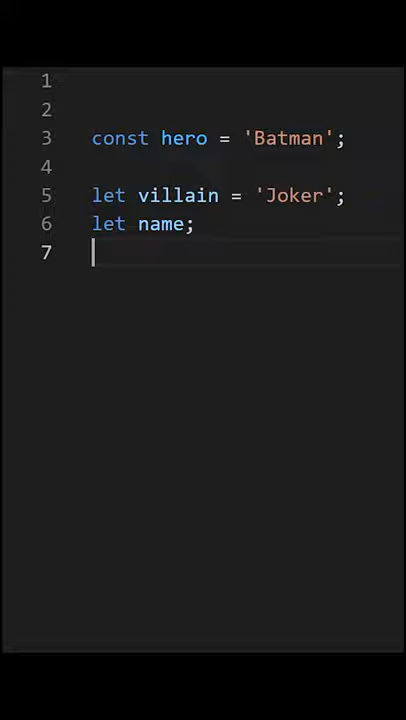 1
2
3 const hero = 'Batman';
4
5 let villain = 'Joker';
6 let name;
7